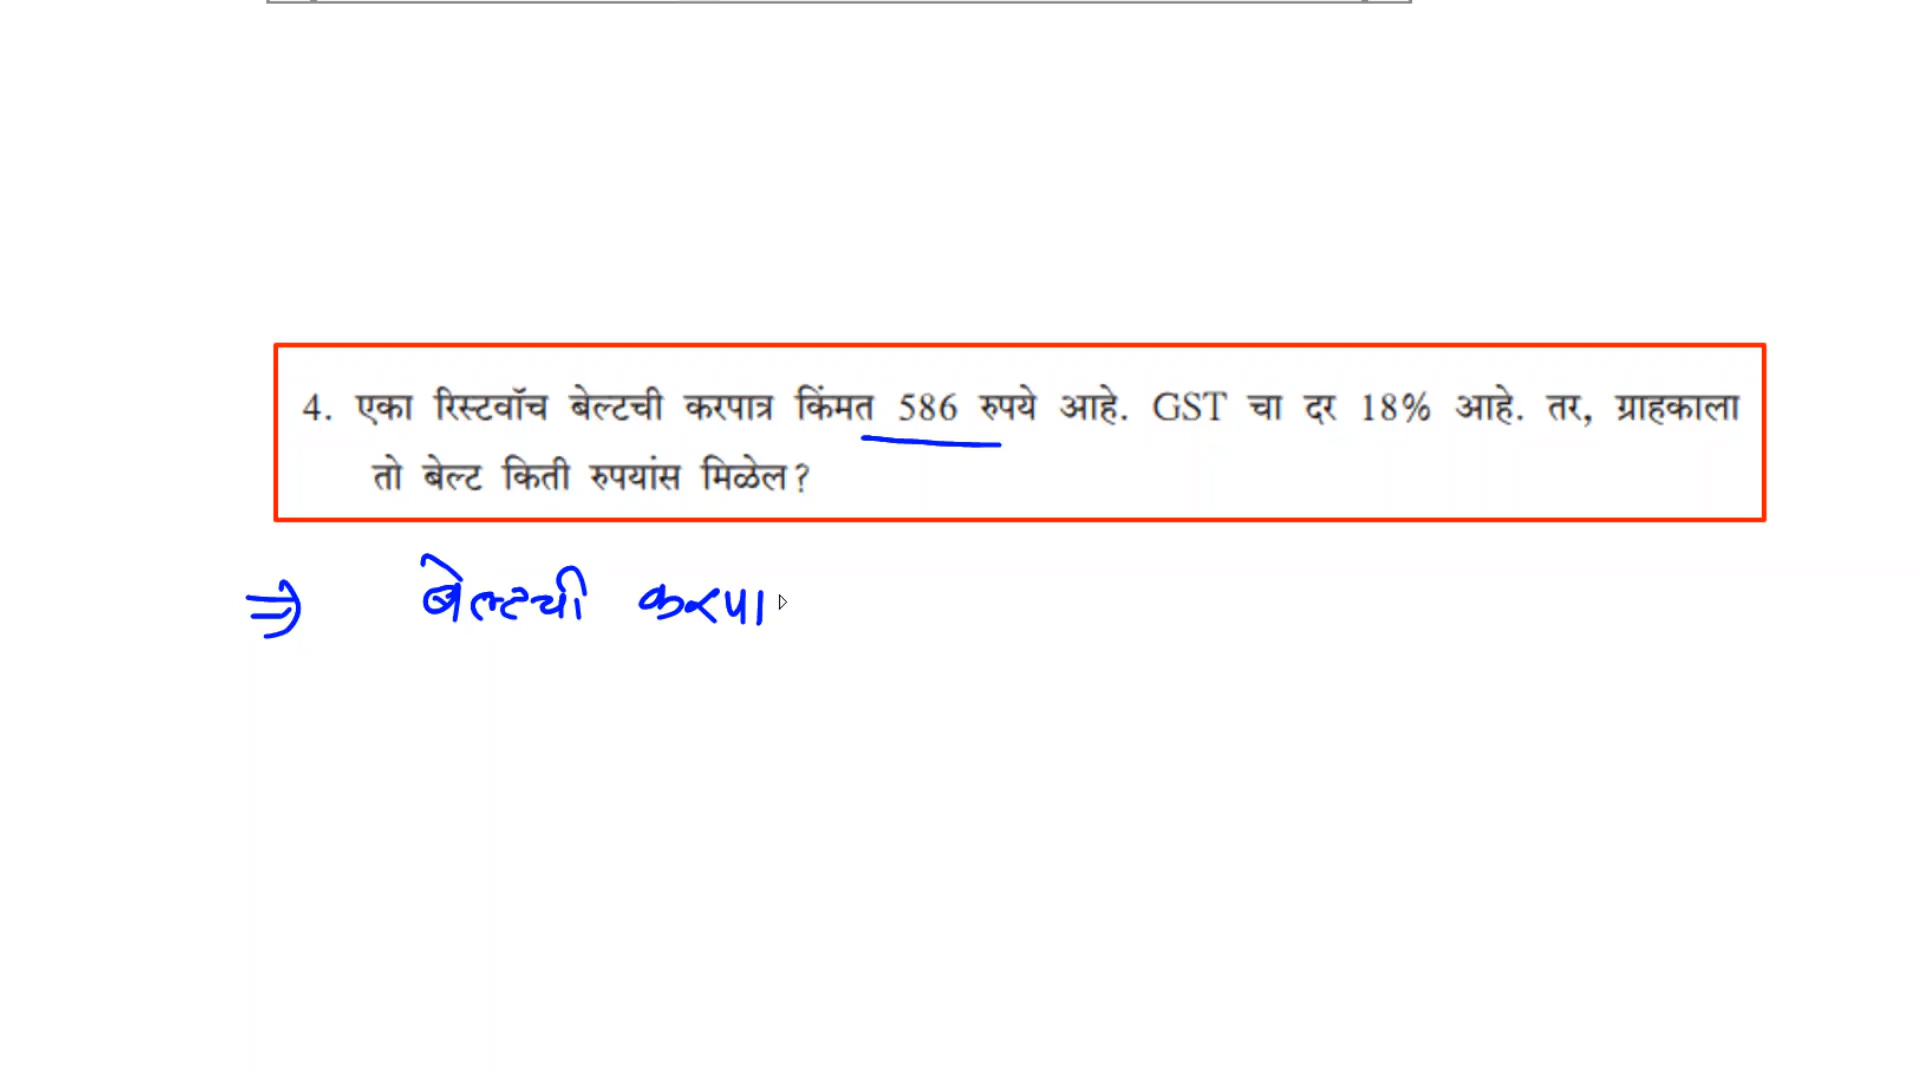 4. एका रिस्टवॉच बेल्टची करपात्र किंमत 586 रुपये आहे. GST चा दर 18% आहे. तर, ग्राहकाला
तो बेल्ट किती रुपयांस मिळेल?
⇒ बेल्टची करपा